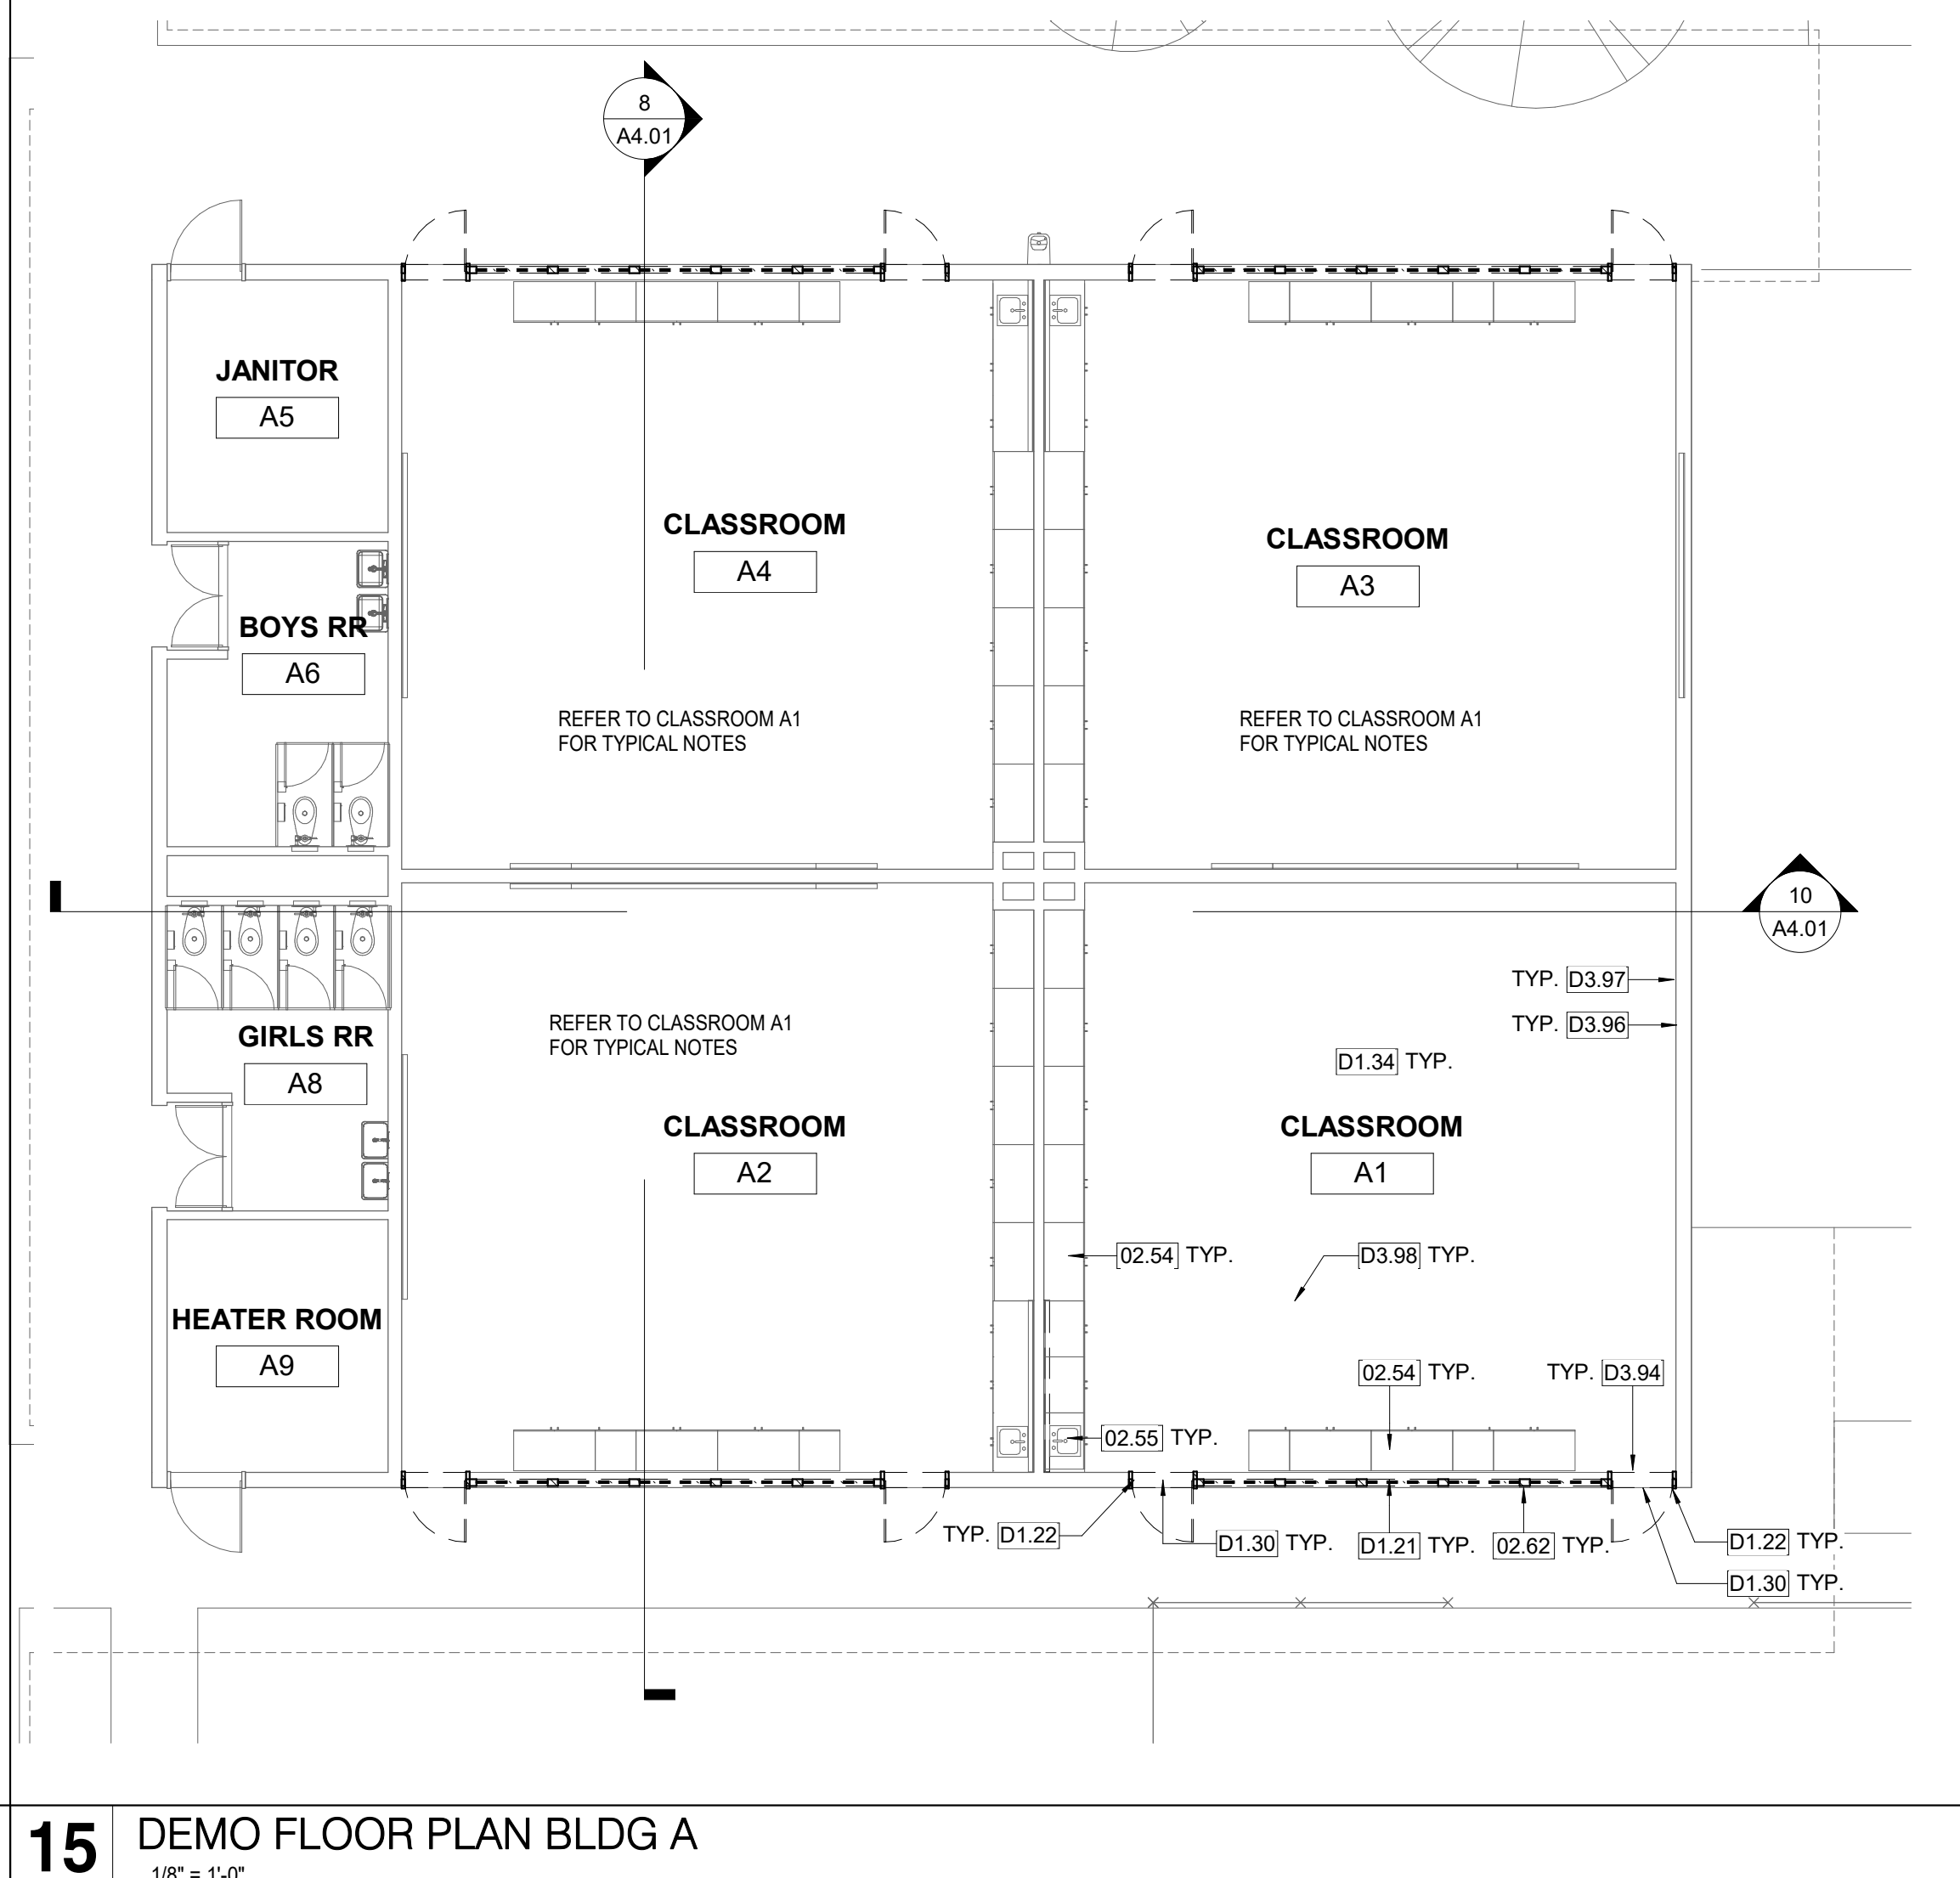 8
A4.01
JANITOR
A5
CLASSROOM
A4
CLASSROOM
A3
BOYS RR
A6
REFER TO CLASSROOM A1
FOR TYPICAL NOTES
REFER TO CLASSROOM A1
FOR TYPICAL NOTES
10
A4.01
TYP. D3.97
TYP. D3.96
REFER TO CLASSROOM A1
FOR TYPICAL NOTES
GIRLS RR
A8
D1.34 TYP.
CLASSROOM
A2
CLASSROOM
A1
02.54 TYP.
D3.98 TYP.
HEATER ROOM
A9
02.54 TYP.
TYP. D3.94
02.55 TYP.
TYP. D1.22
D1.30 TYP.
D1.21 TYP.
02.62 TYP.
D1.22 TYP.
D1.30 TYP.
15
DEMO FLOOR PLAN BLDG A
1/8" = 1'-0"